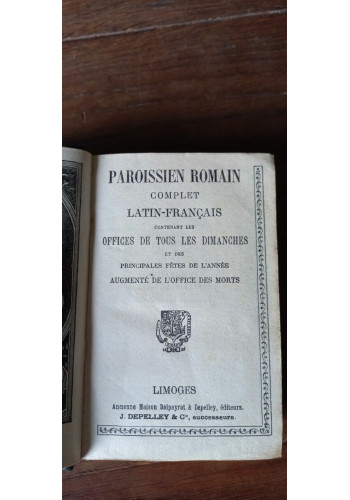 PAROISSIEN ROMAIN
COMPLET
LATIN-FRANÇAIS
CONTENANT LES
OFFICES DE TOUS LES DIMANCHES
ET DES
PRINCIPALES FÊTES DE L'ANNÉE
AUGMENTÉ DE L'OFFICE DES MORTS
LIMOGES
Ancienne Maison Dalpayrat & Depelley, éditeurs.
J. DEPELLEY & Cie, successeurs.